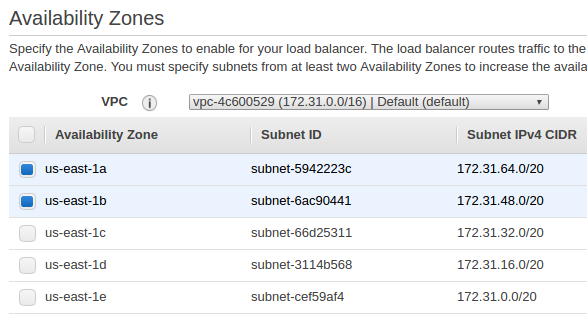 Availability Zones
Specify the Availability Zones to enable for your load balancer. The load balancer routes traffic to the
Availability Zone. You must specify subnets from at least two Availability Zones to increase the availa
VPC i vpc-4c600529 (172.31.0.0/16) | Default (default)
Availability Zone Subnet ID Subnet IPv4 CIDR
us-east-1a subnet-5942223c 172.31.64.0/20
us-east-1b subnet-6ac90441 172.31.48.0/20
us-east-1c subnet-66d25311 172.31.32.0/20
us-east-1d subnet-3114b568 172.31.16.0/20
us-east-1e subnet-cef59af4 172.31.0.0/20